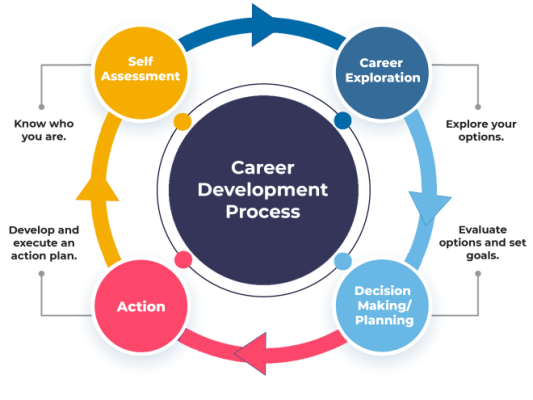 Self
Assessment
Career
Exploration
Know who
you are.
Explore your
options.
Career
Development
Process
Develop and
execute an
action plan.
Evaluate
options and set
goals.
Action
Decision
Making/
Planning